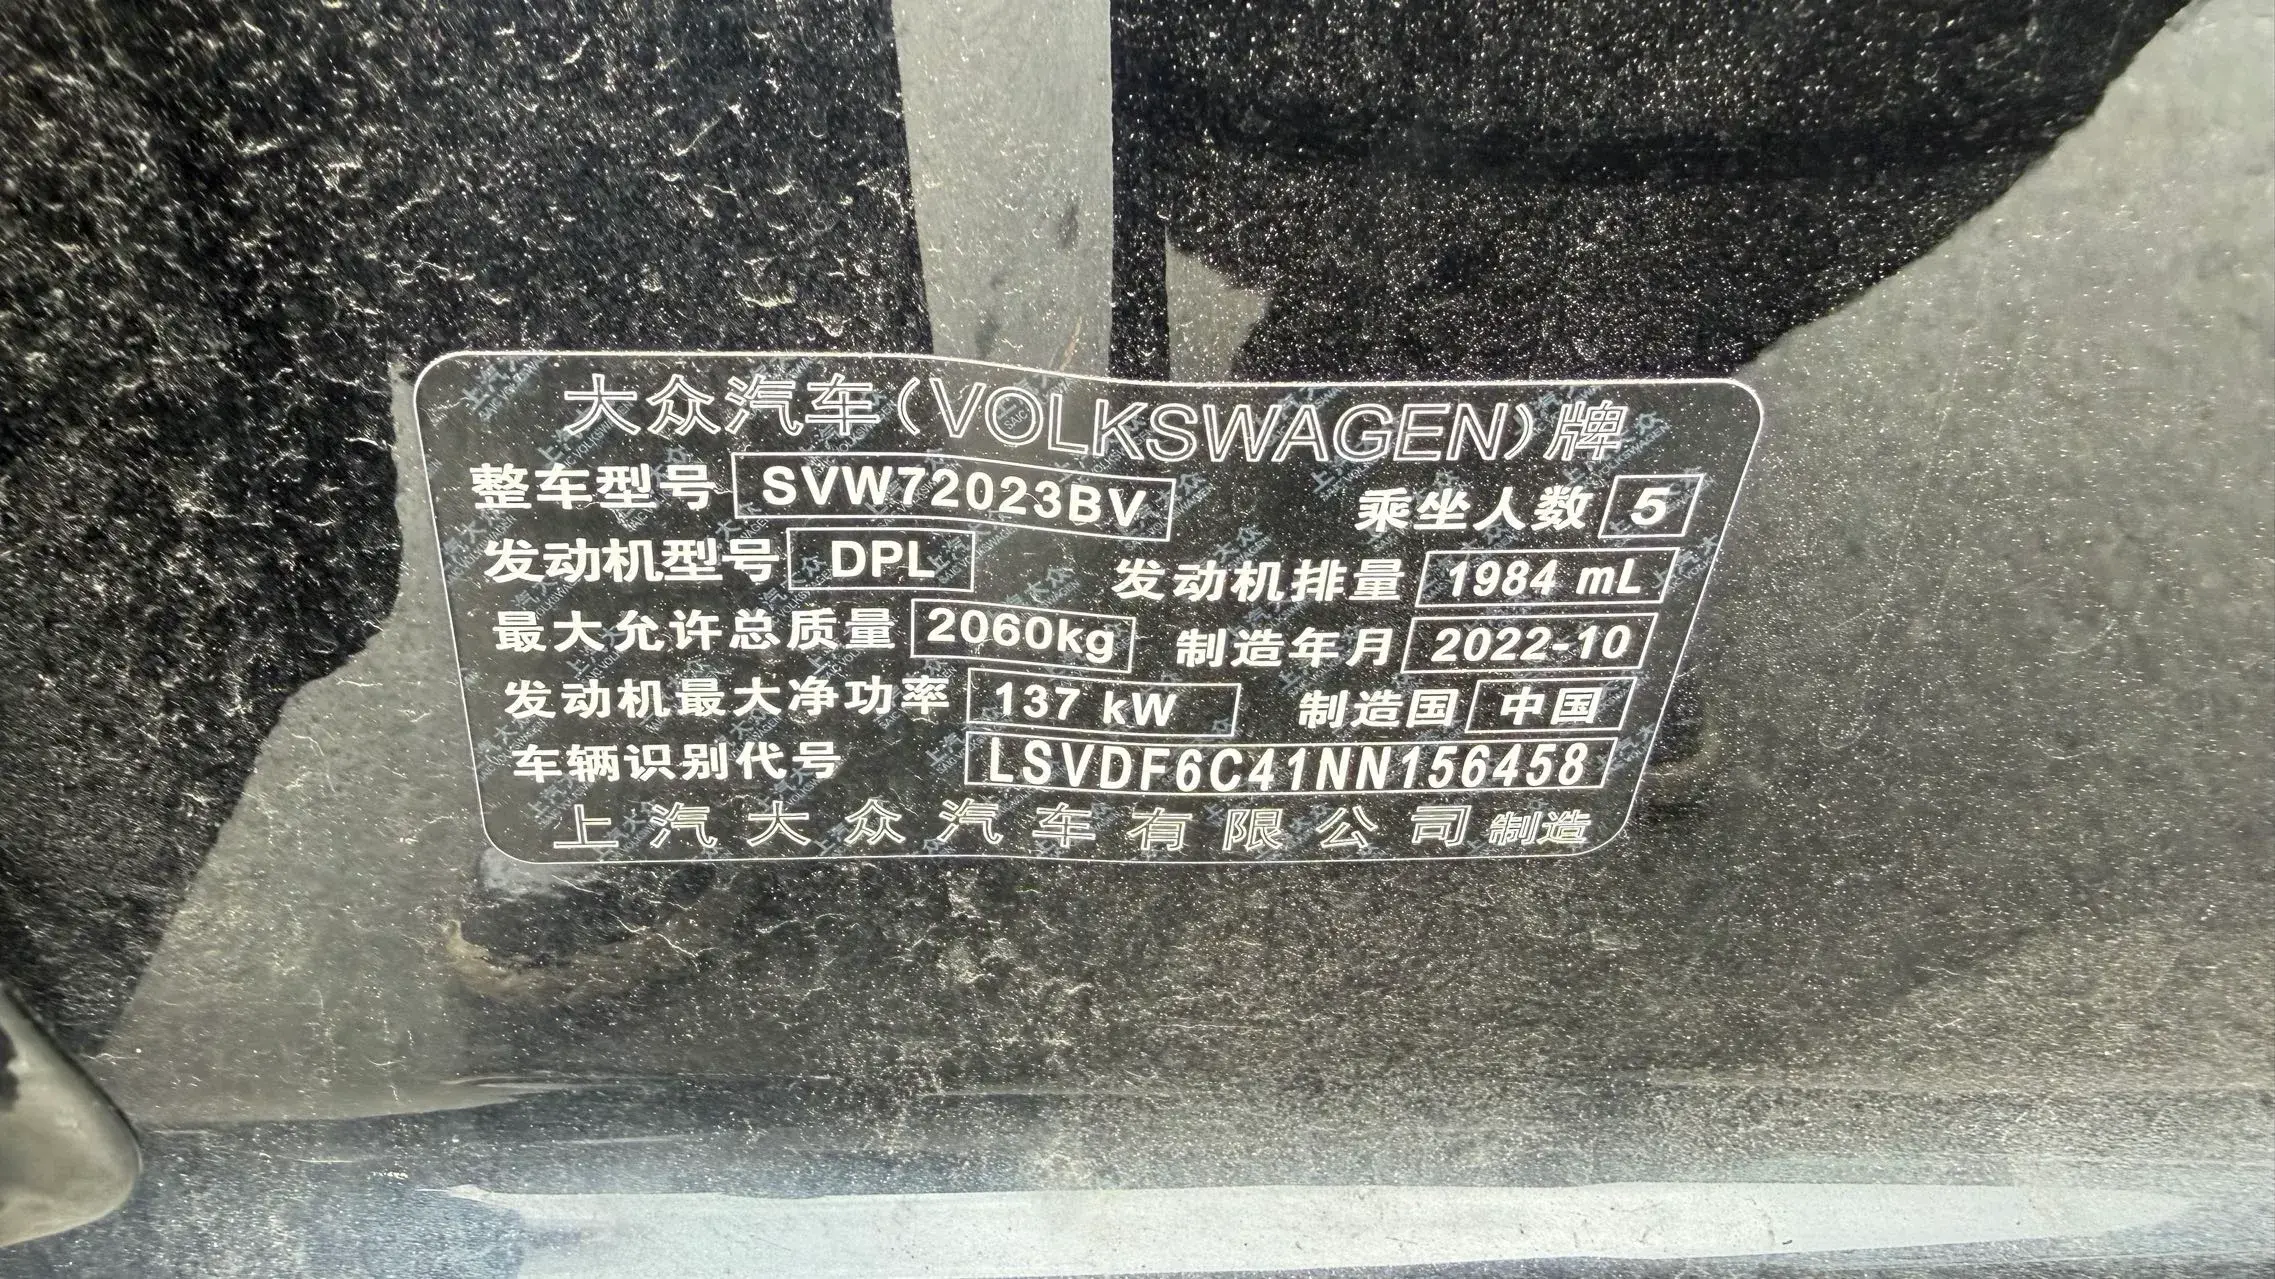 大众汽车(VOLKSWAGEN)牌
整车型号 SVW72023BV 乘坐人数 5
发动机型号 DPL 发动机排量 1984 mL
最大允许总质量 2060kg 制造年月 2022-10
发动机最大净功率 137 kW 制造国 中国
车辆识别代号 LSVDF6C41NN156458
上汽大众汽车有限公司 制造